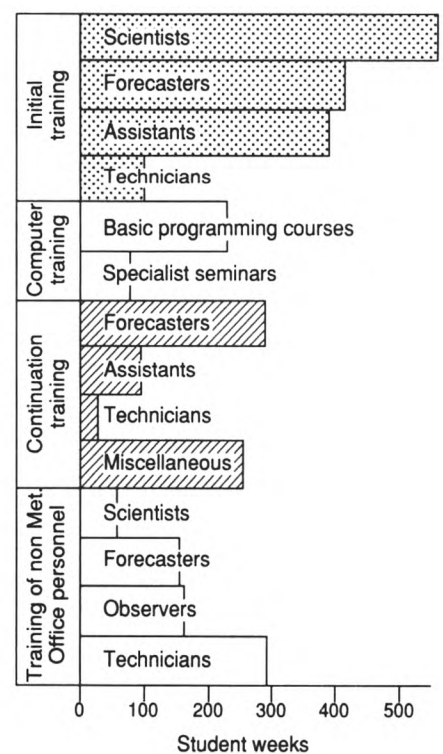 Initial
training
Scientists
Forecasters
Assistants
Technicians
Computer
training
Basic programming courses
Specialist seminars
Continuation
training
Forecasters
Assistants
Technicians
Miscellaneous
Training of non Met.
Office personnel
Scientists
Forecasters
Observers
Technicians
0 100 200 300 400 500
Student weeks